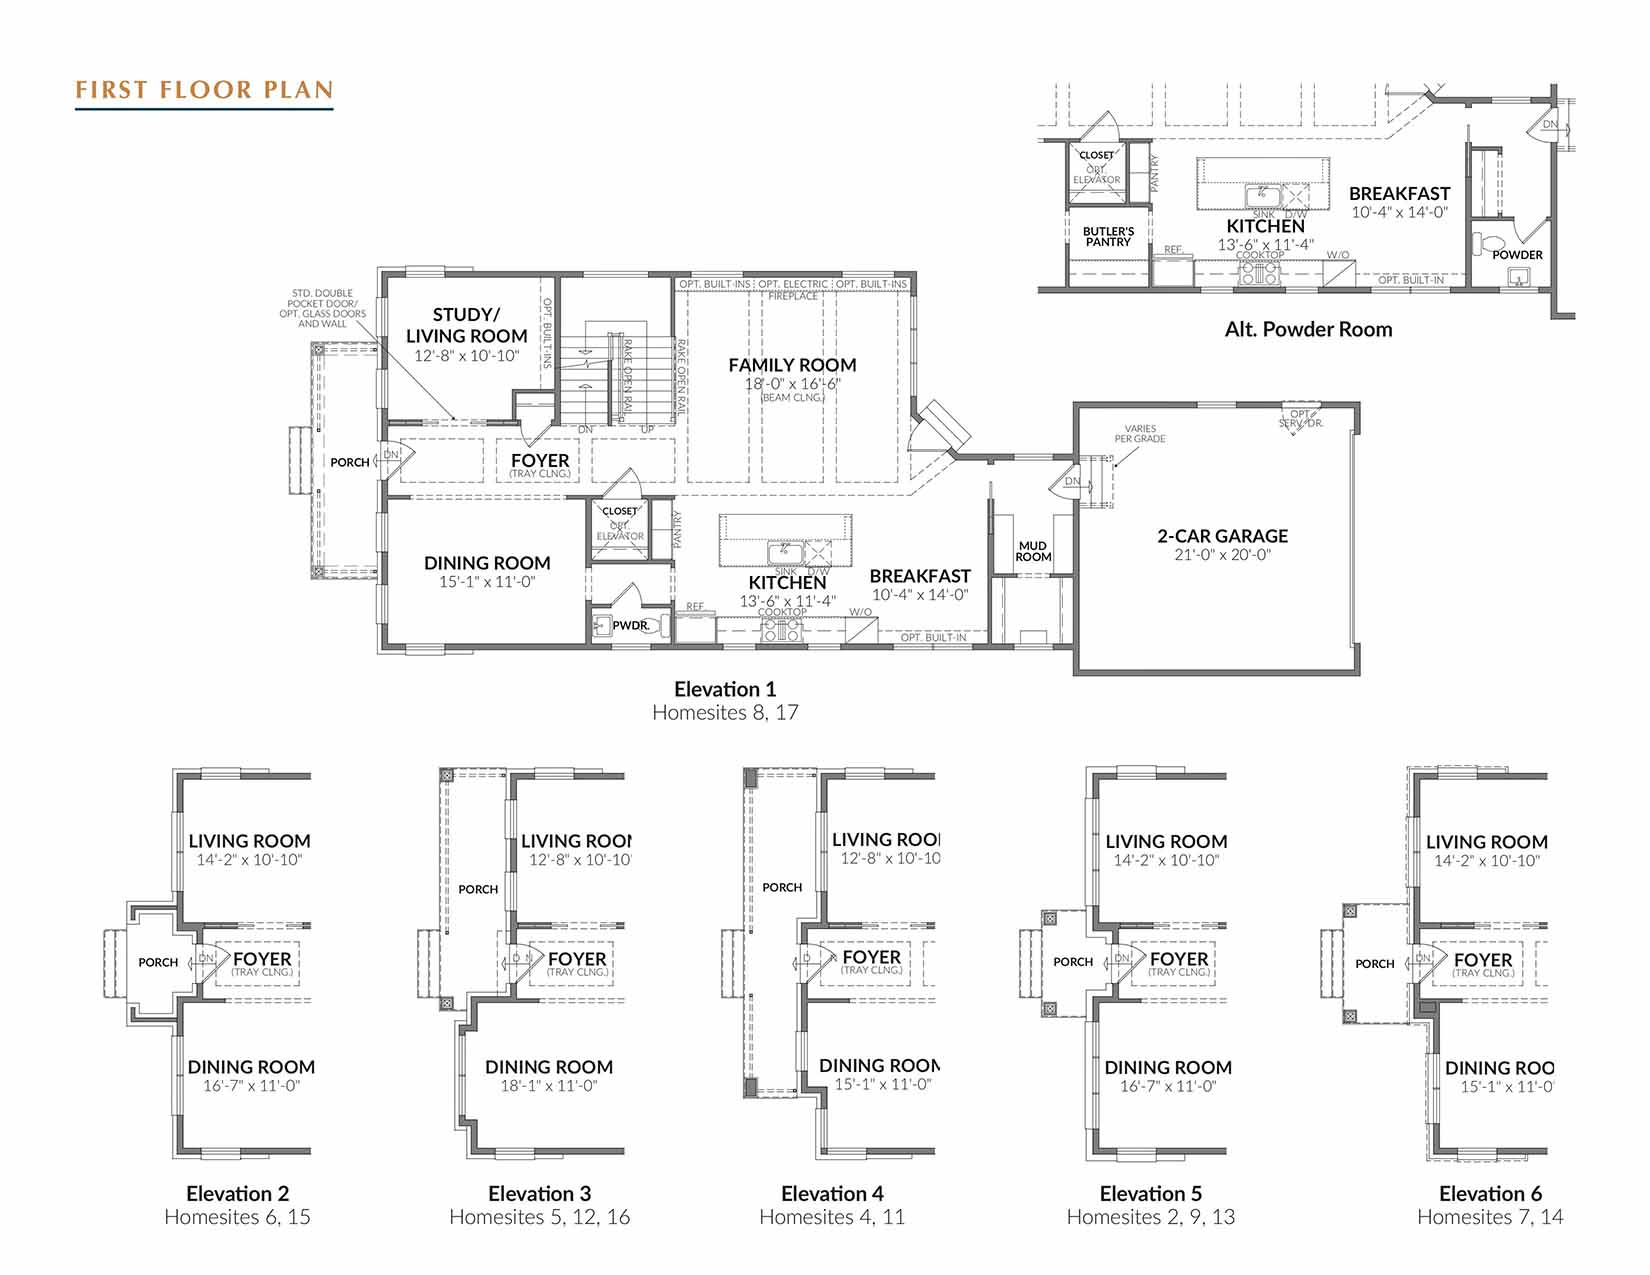 FIRST FLOOR PLAN
DN
CLOSET
OPT.
ELEVATOR
PANTRY
BREAKFAST
10'-4" x 14'-0"
SINK D/W
KITCHEN
13'-6" x 11'-4"
BUTLER'S
PANTRY
REF.
COOKTOP
W/O
POWDER
OPT. BUILT-IN
Alt. Powder Room
STD. DOUBLE
POCKET DOOR/
OPT. GLASS DOORS
AND WALL
STUDY/
LIVING ROOM
12'-8" x 10'-10"
OPT. BUILT-INS
RAKE OPEN RAIL
RAKE OPEN RAIL
DN
UP
OPT. BUILT-INS
OPT. ELECTRIC
FIREPLACE
OPT. BUILT-INS
FAMILY ROOM
18'-0" x 16'-6"
(BEAM CLNG.)
PORCH
DN
FOYER
(TRAY CLNG.)
VARIES
PER GRADE
OPT.
SERV. DR.
DN
CLOSET
OPT.
ELEVATOR
PANTRY
2-CAR GARAGE
21'-0" x 20'-0"
DINING ROOM
15'-1" x 11'-0"
SINK D/W
KITCHEN
13'-6" x 11'-4"
BREAKFAST
10'-4" x 14'-0"
MUD
ROOM
PWDR.
REF.
COOKTOP
W/O
OPT. BUILT-IN
Elevation 1
Homesites 8, 17
LIVING ROOM
14'-2" x 10'-10"
PORCH
DN
FOYER
(TRAY CLNG.)
DINING ROOM
16'-7" x 11'-0"
Elevation 2
Homesites 6, 15
LIVING ROOM
12'-8" x 10'-10
PORCH
D N
FOYER
(TRAY CLNG.)
DINING ROOM
18'-1" x 11'-0"
Elevation 3
Homesites 5, 12, 16
LIVING ROO
12'-8" x 10'-10
PORCH
D N
FOYER
(TRAY CLNG.)
DINING ROOM
15'-1" x 11'-0"
Elevation 4
Homesites 4, 11
LIVING ROOM
14'-2" x 10'-10"
PORCH
DN
FOYER
(TRAY CLNG.)
DINING ROOM
16'-7" x 11'-0"
Elevation 5
Homesites 2, 9, 13
LIVING ROOM
14'-2" x 10'-10"
PORCH
DN
FOYER
(TRAY CLNG.)
DINING ROO
15'-1" x 11'-0
Elevation 6
Homesites 7, 14